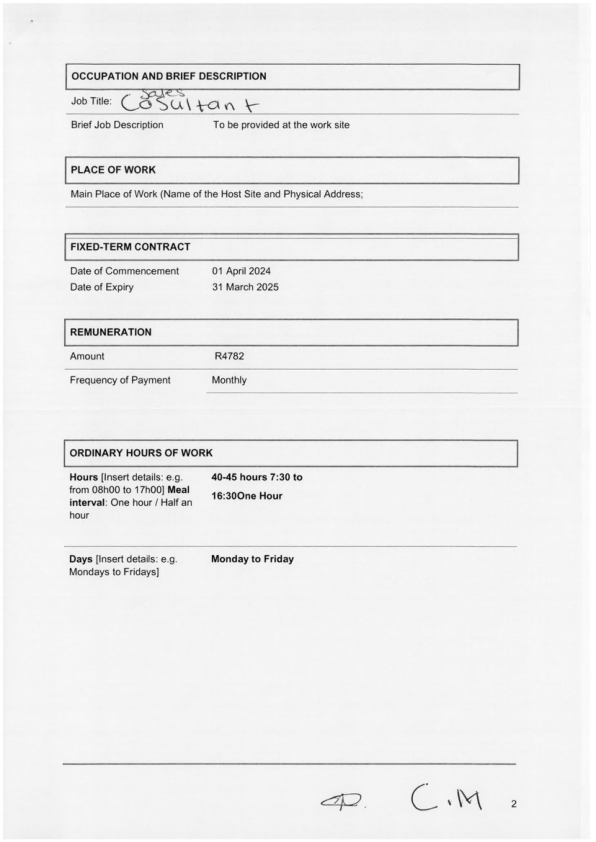 OCCUPATION AND BRIEF DESCRIPTION
Sales
Job Title: Cosultant
Brief Job Description To be provided at the work site
PLACE OF WORK
Main Place of Work (Name of the Host Site and Physical Address;
FIXED-TERM CONTRACT
Date of Commencement 01 April 2024
Date of Expiry 31 March 2025
REMUNERATION
Amount R4782
Frequency of Payment Monthly
ORDINARY HOURS OF WORK
Hours [Insert details: e.g. 40-45 hours 7:30 to
from 08h00 to 17h00] Meal 16:30One Hour
interval: One hour / Half an
hour
Days [Insert details: e.g. Monday to Friday
Mondays to Fridays]
C.M 2